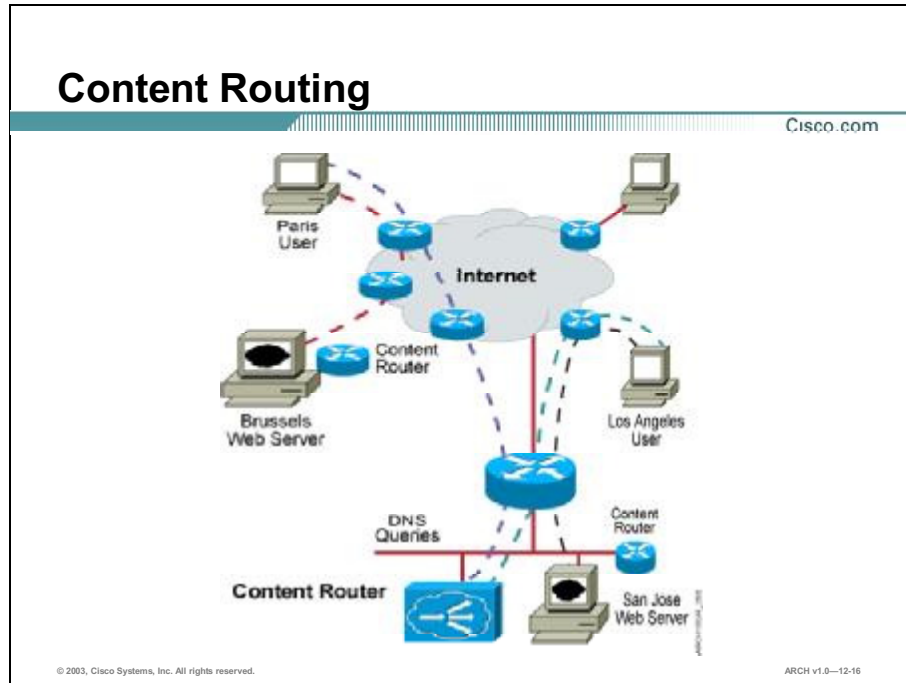 Content Routing
Cisco.com
Paris
User
Internet
Content
Router
Brussels
Web Server
Los Angeles
User
DNS
Queries
Content
Router
Content Router
San Jose
Web Server
© 2003, Cisco Systems, Inc. All rights reserved.
ARCH v1.0—12-16